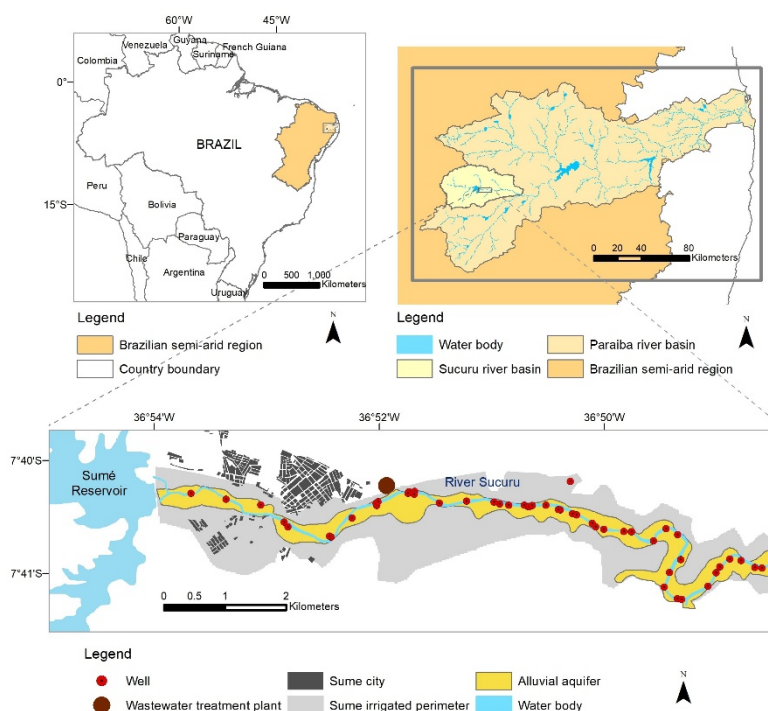 60°W 45°W
Guyana
Venezuela
French Guiana
Suriname
Colombia
0°
BRAZIL
Peru
15°S
Bolivia
Paraguay
Chile
Argentina
Uruguay
0 500 1,000
Kilometers
Legend
N
Brazilian semi-arid region
Country boundary
0 20 40 80
Kilometers
Legend
N
Water body
Paraiba river basin
Sucuru river basin
Brazilian semi-arid region
36°54'W 36°52'W 36°50'W
7°40'S
Sumé
Reservoir
River Sucuru
7°41'S
0 0.5 1 2
Kilometers
Legend
N
Well
Sume city
Alluvial aquifer
Wastewater treatment plant
Sume irrigated perimeter
Water body